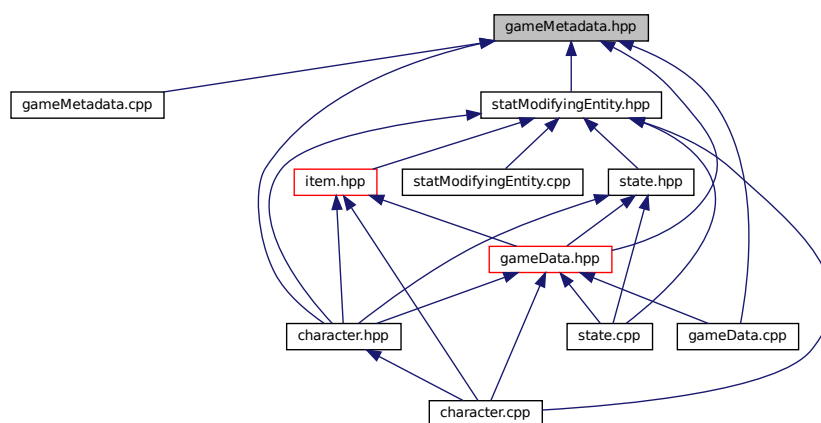 gameMetadata.hpp
gameMetadata.cpp
statModifyingEntity.hpp
item.hpp
statModifyingEntity.cpp
state.hpp
gameData.hpp
character.hpp
state.cpp
gameData.cpp
character.cpp